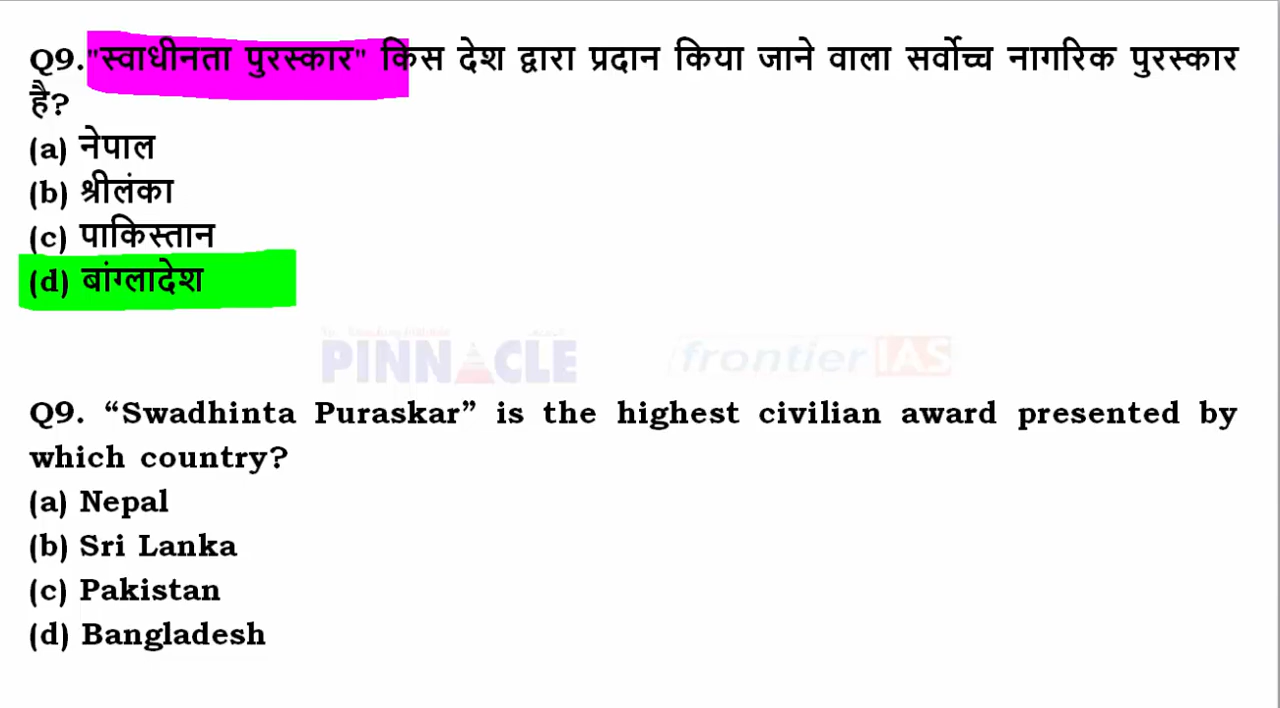 Q9."स्वाधीनता पुरस्कार" किस देश द्वारा प्रदान किया जाने वाला सर्वोच्च नागरिक पुरस्कार
है?
(a) नेपाल
(b) श्रीलंका
(c) पाकिस्तान
(d) बांग्लादेश
PINNACLE frontier IAS
Q9. “Swadhinta Puraskar” is the highest civilian award presented by
which country?
(a) Nepal
(b) Sri Lanka
(c) Pakistan
(d) Bangladesh